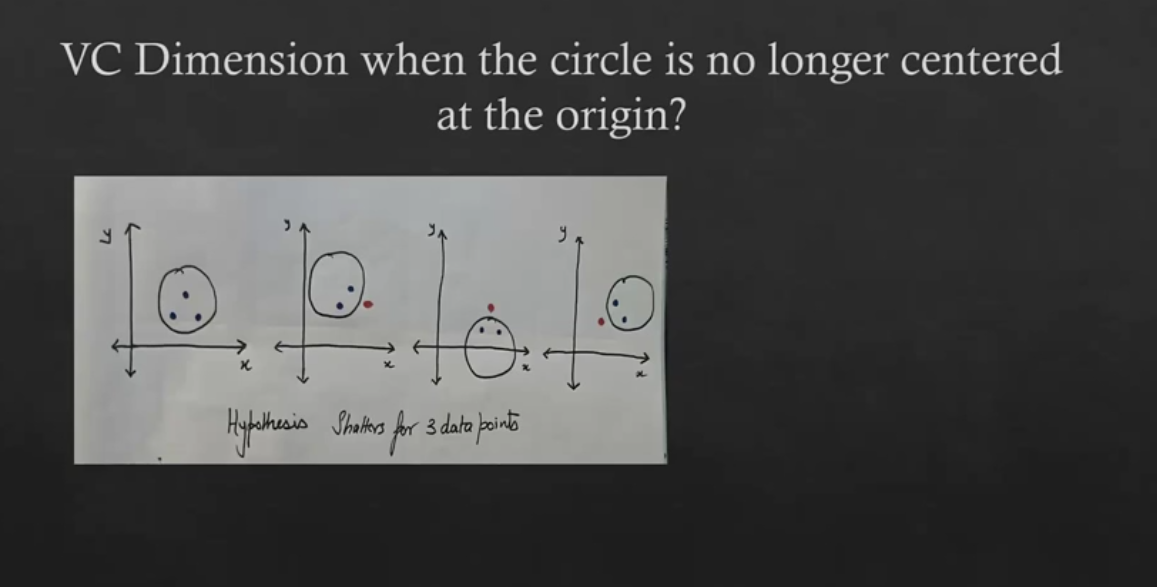 VC Dimension when the circle is no longer centered
at the origin?
y y y y
x x x x
Hypothesis Shatters for 3 data points